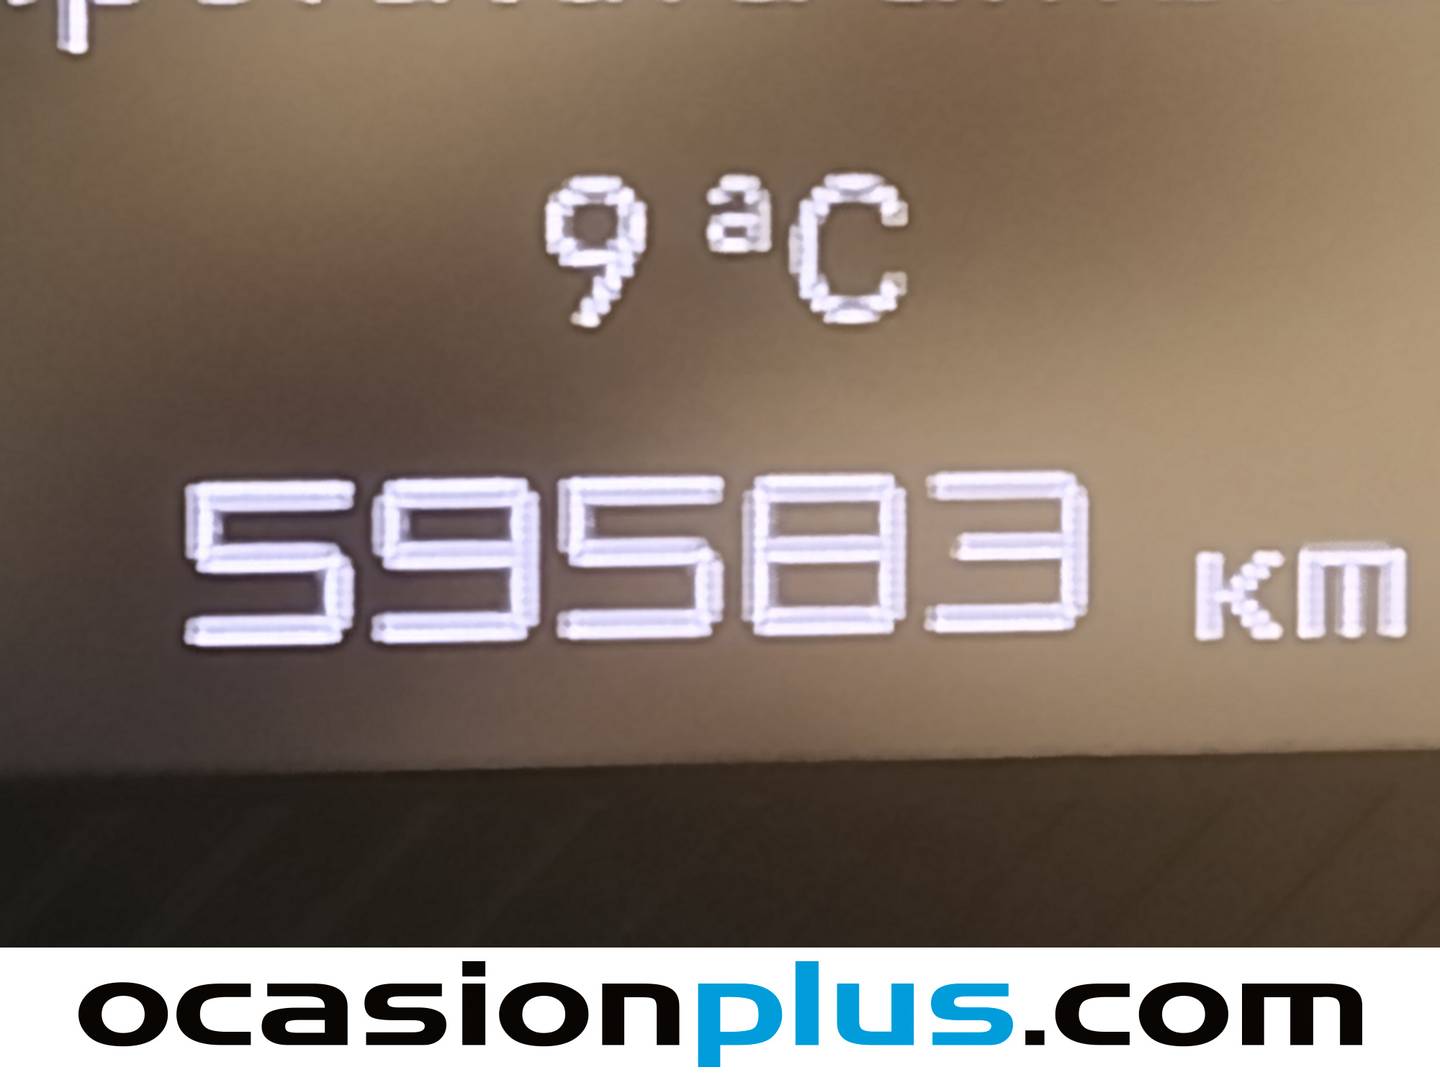 9 ªC
59583 km
ocasionplus.com